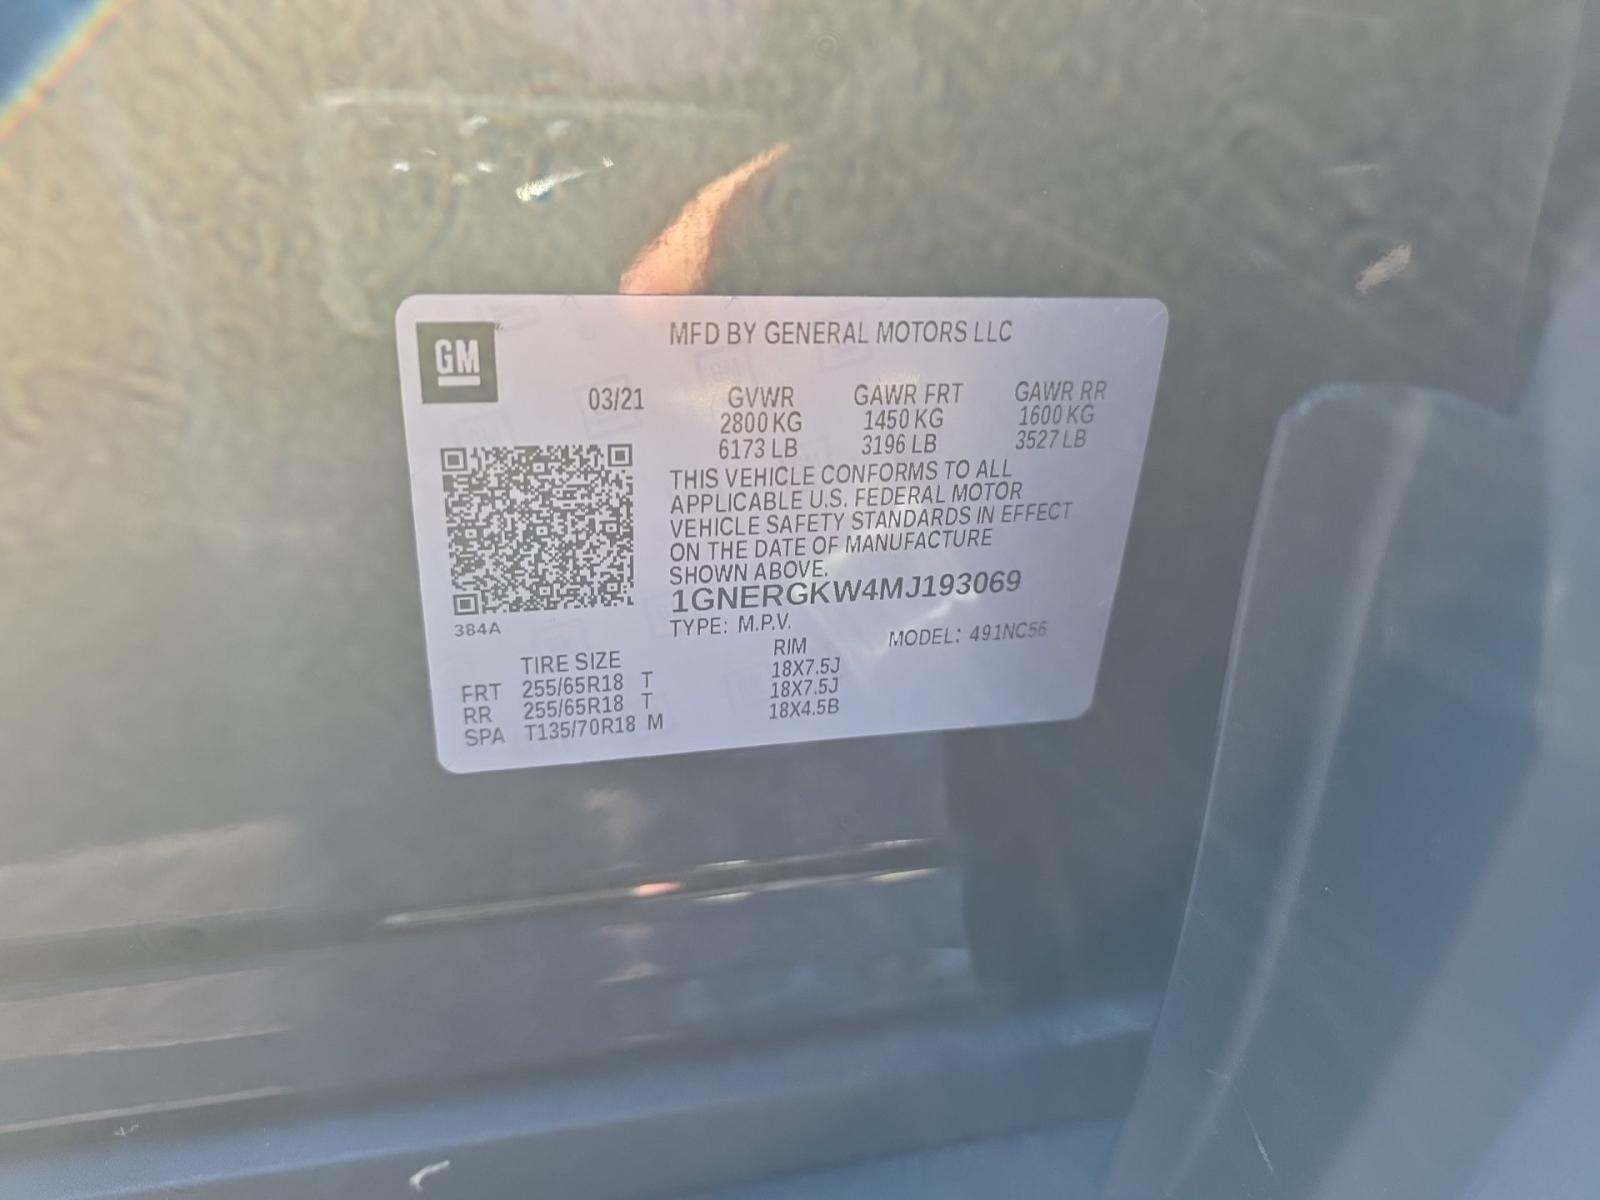 GM
MFD BY GENERAL MOTORS LLC
03/21
GVWR GAWR FRT GAWR RR
2800 KG 1450 KG 1600 KG
6173 LB 3196 LB 3527 LB
THIS VEHICLE CONFORMS TO ALL
APPLICABLE U.S. FEDERAL MOTOR
VEHICLE SAFETY STANDARDS IN EFFECT
ON THE DATE OF MANUFACTURE
SHOWN ABOVE.
1GNERGKW4MJ193069
384A
TYPE: M.P.V. MODEL: 491NC56
TIRE SIZE RIM
FRT 255/65R18 T 18X7.5J
RR 255/65R18 T 18X7.5J
SPA T135/70R18 M 18X4.5B